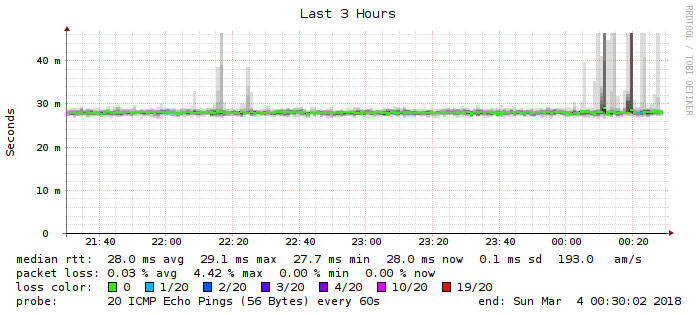 Last 3 Hours
RRDTOOL / TOBI OETIKER
Seconds
40 m
30 m
20 m
10 m
0
21:40 22:00 22:20 22:40 23:00 23:20 23:40 00:00 00:20
median rtt: 28.0 ms avg 29.1 ms max 27.7 ms min 28.0 ms now 0.1 ms sd 193.0 am/s
packet loss: 0.03 % avg 4.42 % max 0.00 % min 0.00 % now
loss color: 0 1/20 2/20 3/20 4/20 10/20 19/20
probe: 20 ICMP Echo Pings (56 Bytes) every 60s end: Sun Mar 4 00:30:02 2018